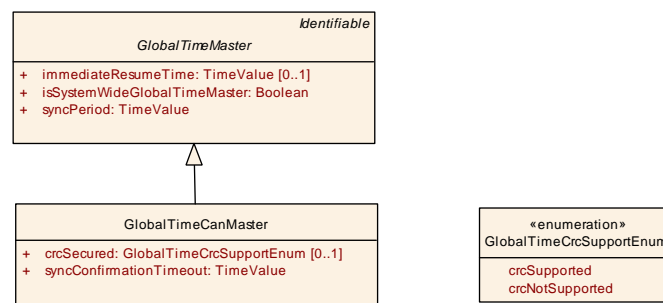 Identifiable
GlobalTimeMaster
+ immediateResumeTime: TimeValue [0..1]
+ isSystemWideGlobalTimeMaster: Boolean
+ syncPeriod: TimeValue
GlobalTimeCanMaster
+ crcSecured: GlobalTimeCrcSupportEnum [0..1]
+ syncConfirmationTimeout: TimeValue
«enumeration»
GlobalTimeCrcSupportEnum
crcSupported
crcNotSupported